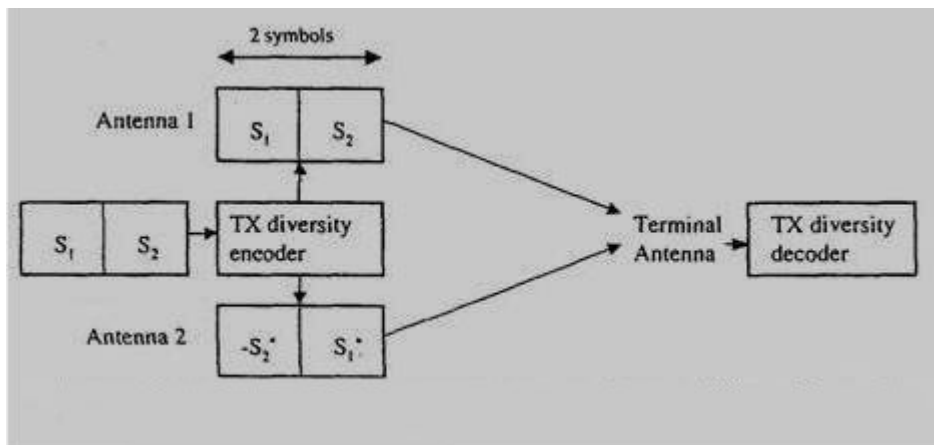 2 symbols
Antenna 1
S₁ S₂
S₁ S₂
TX diversity
encoder
Terminal
Antenna
TX diversity
decoder
Antenna 2
-S₂* S₁*